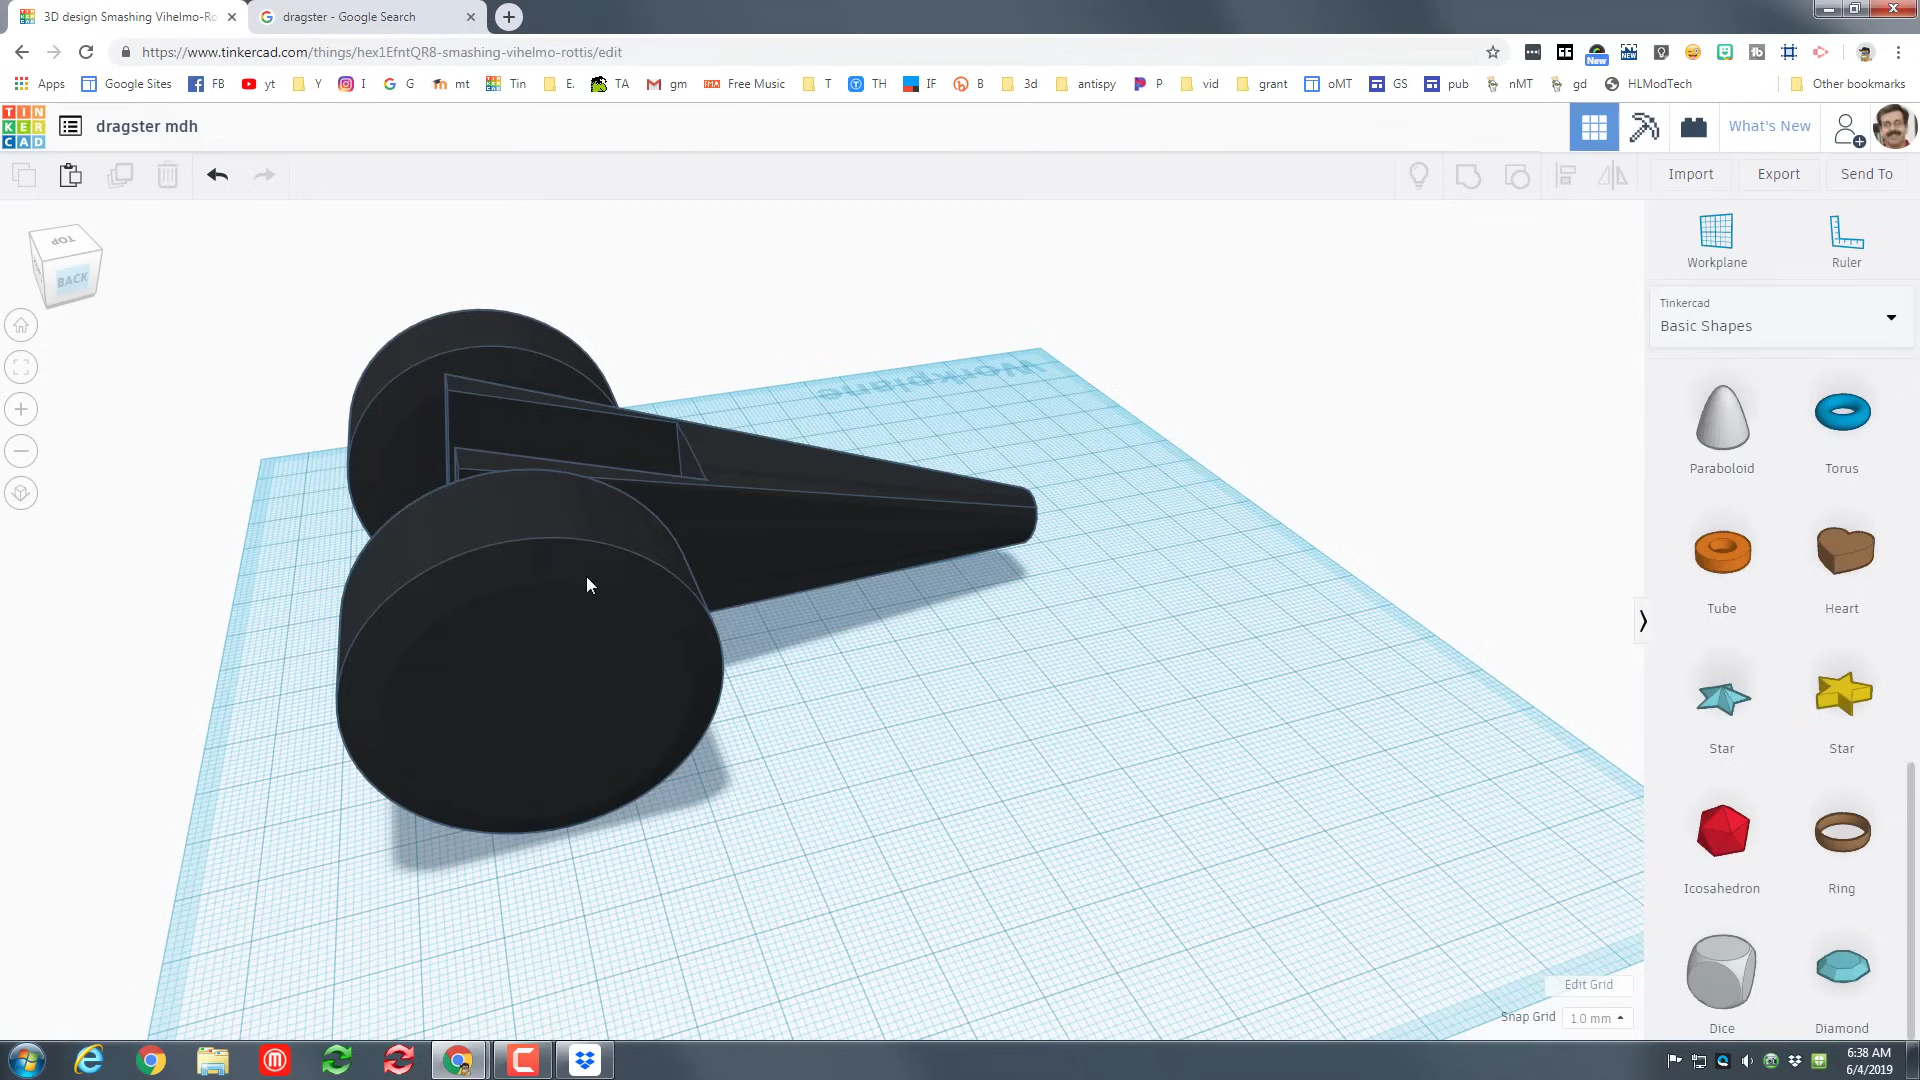 3D design Smashing Vihelmo-Ro
dragster - Google Search
https://www.tinkercad.com/things/hex1EfntQR8-smashing-vihelmo-rottis/edit
New
NEW
Apps
Google Sites
FB
yt
Y
I
G
mt
Tin
E.
TA
gm
Free Music
T
TH
IF
B
3d
antispy
P
vid
grant
oMT
GS
pub
nMT
gd
HLModTech
Other bookmarks
TIN
KER
CAD
dragster mdh
What's New
Import
Export
Send To
TOP
BACK
Workplane
Workplane
Ruler
Tinkercad
Basic Shapes
Paraboloid
Torus
Tube
Heart
Star
Star
Icosahedron
Ring
Dice
Diamond
Edit Grid
Snap Grid
1.0 mm
6:38 AM
6/4/2019